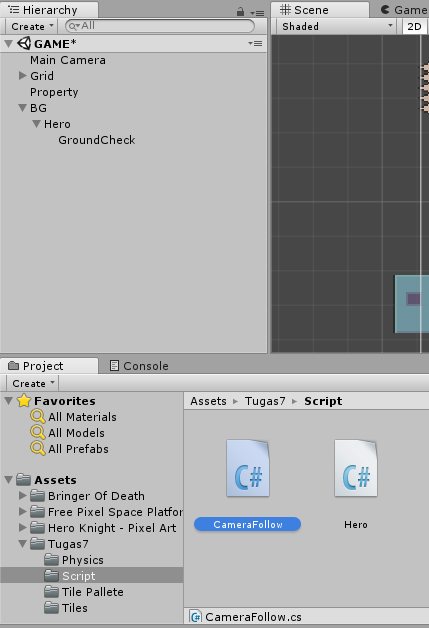 Hierarchy
Create
All
GAME*
Main Camera
Grid
Property
BG
Hero
GroundCheck
Scene
Game
Shaded
2D
Project
Console
Create
Favorites
All Materials
All Models
All Prefabs
Assets
Bringer Of Death
Free Pixel Space Platfor
Hero Knight - Pixel Art
Tugas7
Physics
Script
Tile Pallete
Tiles
Assets ▸ Tugas7 ▸ Script
C# C#
CameraFollow Hero
CameraFollow.cs